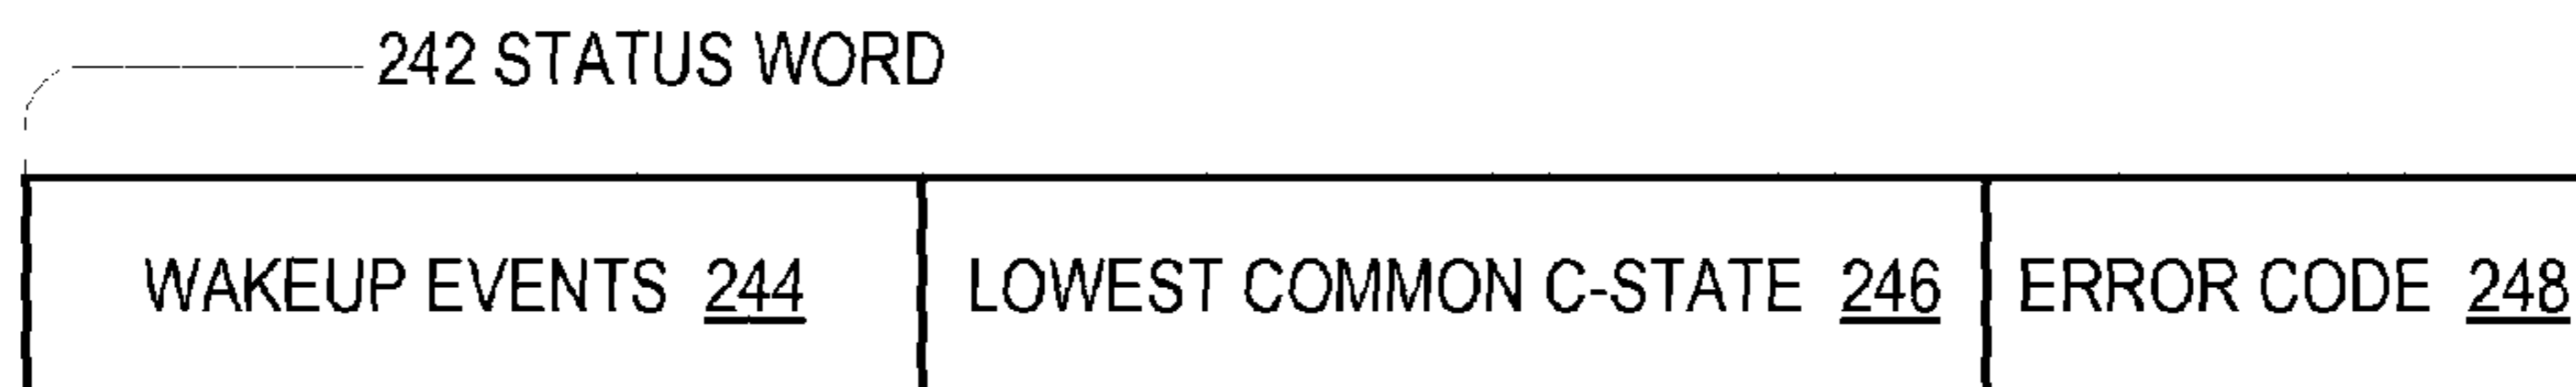 242 STATUS WORD
WAKEUP EVENTS 244 LOWEST COMMON C-STATE 246 ERROR CODE 248